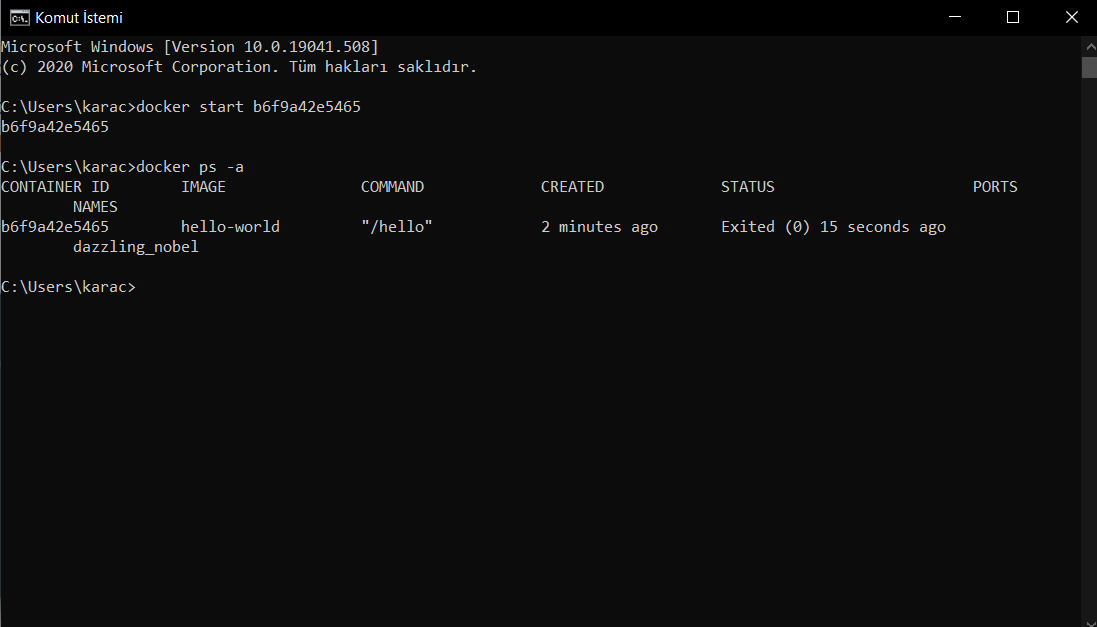 Komut İstemi
Microsoft Windows [Version 10.0.19041.508]
(c) 2020 Microsoft Corporation. Tüm hakları saklıdır.
C:\Users\karac>docker start b6f9a42e5465
b6f9a42e5465
C:\Users\karac>docker ps -a
CONTAINER ID        IMAGE               COMMAND             CREATED             STATUS                      PORTS
        NAMES
b6f9a42e5465        hello-world         "/hello"            2 minutes ago       Exited (0) 15 seconds ago
        dazzling_nobel
C:\Users\karac>